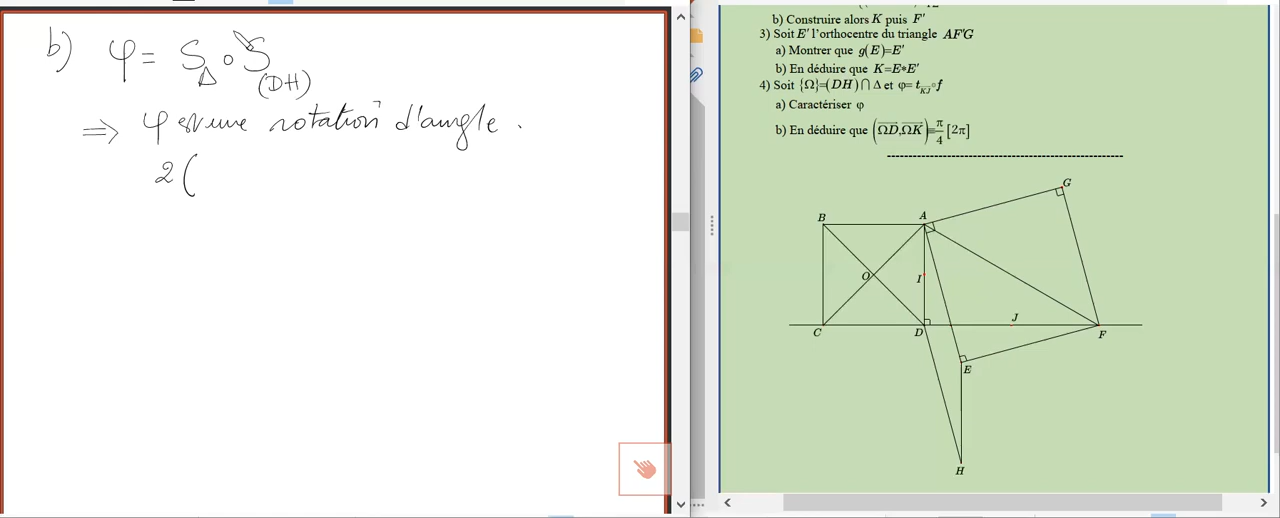 b) φ = S_Δ ∘ S_(DH)
⇒ φ est une rotation d'angle.
2 (
b) Construire alors K puis F'
3) Soit E' l'orthocentre du triangle AF'G
a) Montrer que g(E)=E'
b) En déduire que K=E*E'
4) Soit {Ω}=(DH)∩Δ et φ=t_KJ∘f
a) Caractériser φ
b) En déduire que (ΩD,ΩK)≡π/4[2π]
G
B A
O I
J
C D F
E
H